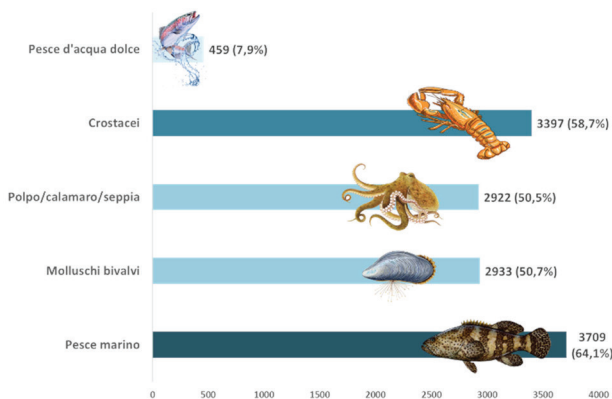 Pesce d'acqua dolce
459 (7,9%)
Crostacei
3397 (58,7%)
Polpo/calamaro/seppia
2922 (50,5%)
Molluschi bivalvi
2933 (50,7%)
Pesce marino
3709
(64,1%)
0 500 1000 1500 2000 2500 3000 3500 4000